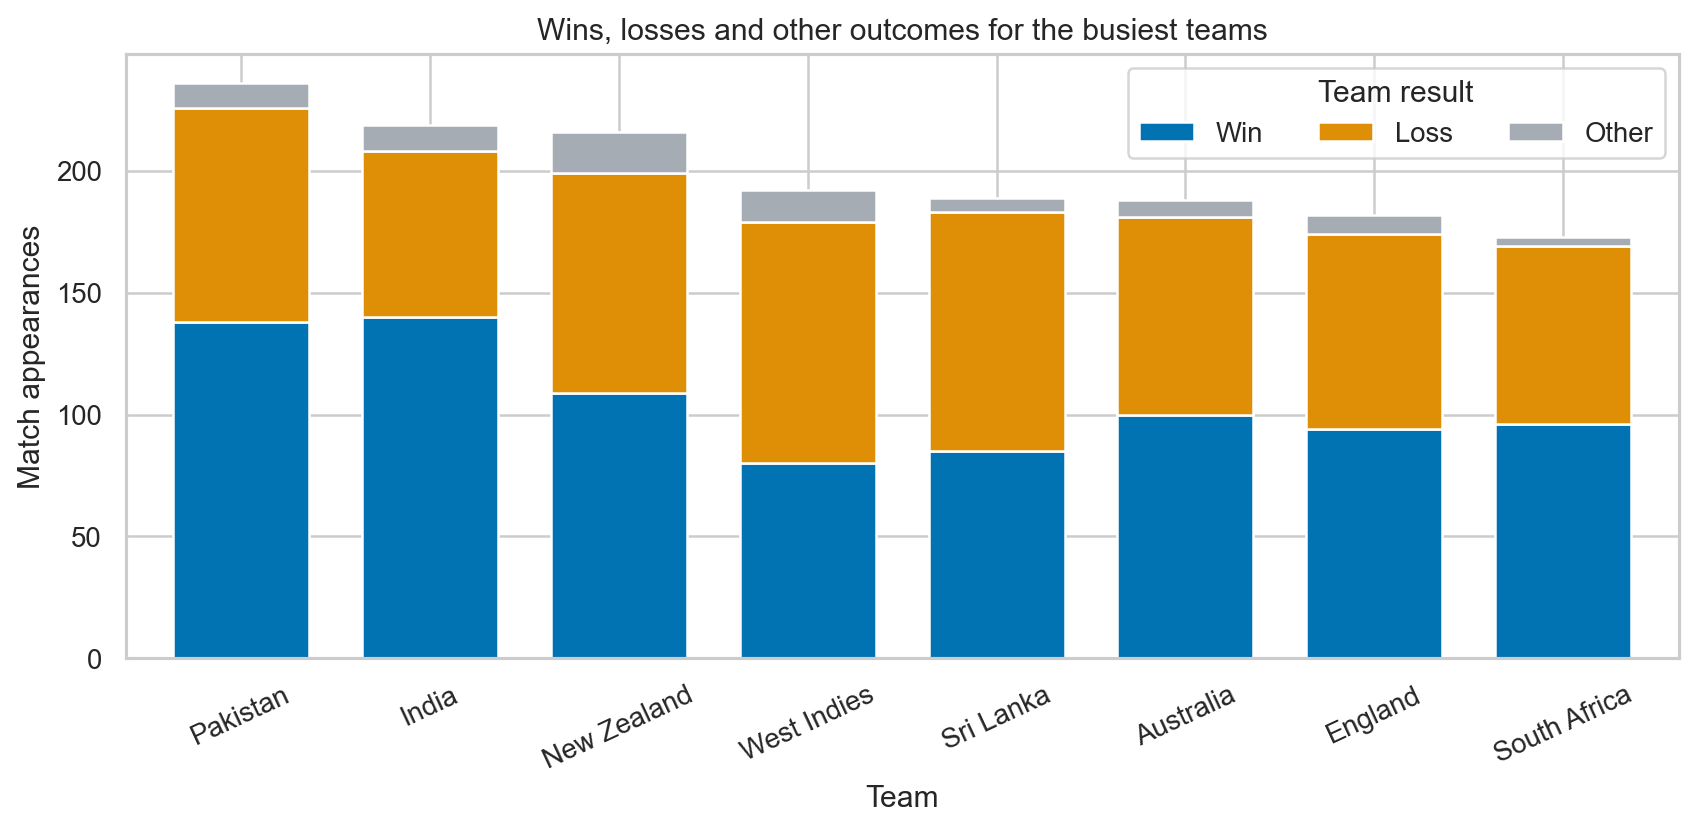 Wins, losses and other outcomes for the busiest teams
Team result
Win Loss Other
Match appearances
200
150
100
50
0
Pakistan India New Zealand West Indies Sri Lanka Australia England South Africa
Team